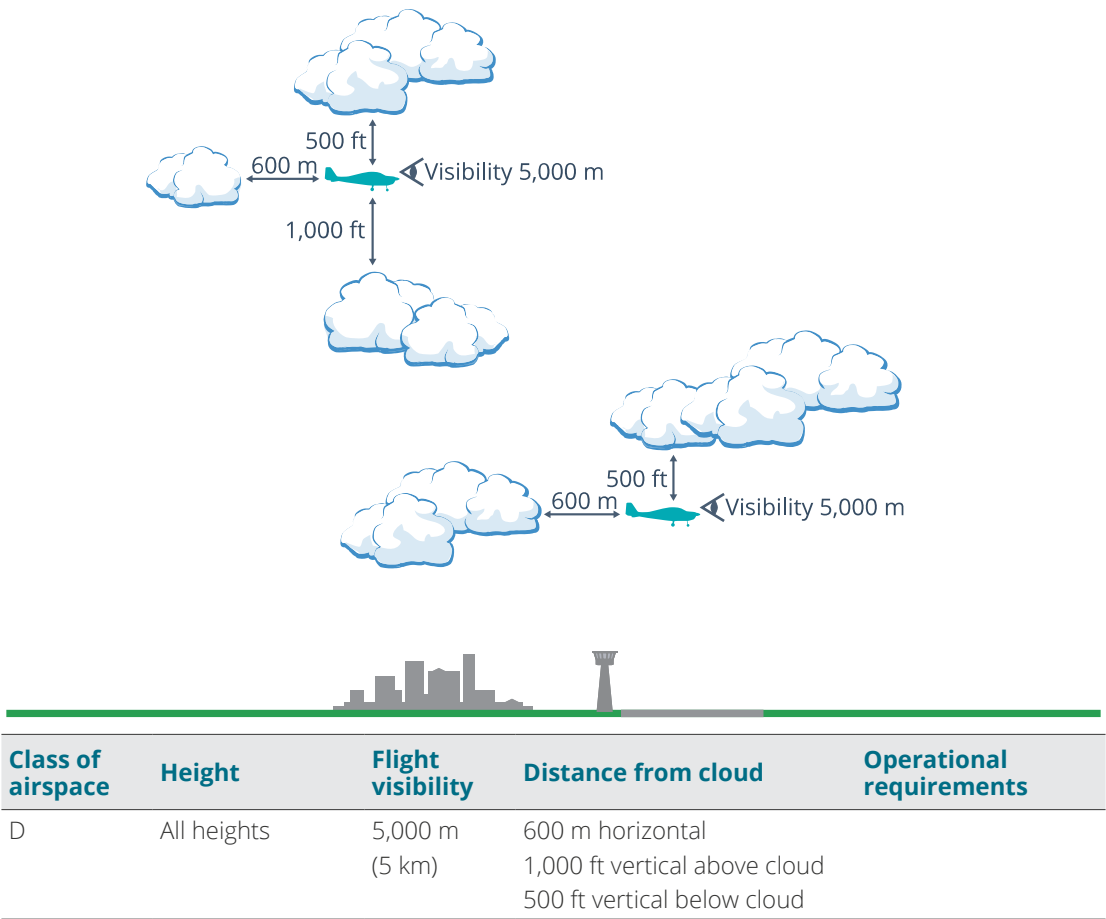 500 ft
600 m
Visibility 5,000 m
1,000 ft
500 ft
600 m
Visibility 5,000 m
Class of airspace
Height
Flight visibility
Distance from cloud
Operational requirements
D
All heights
5,000 m
(5 km)
600 m horizontal
1,000 ft vertical above cloud
500 ft vertical below cloud